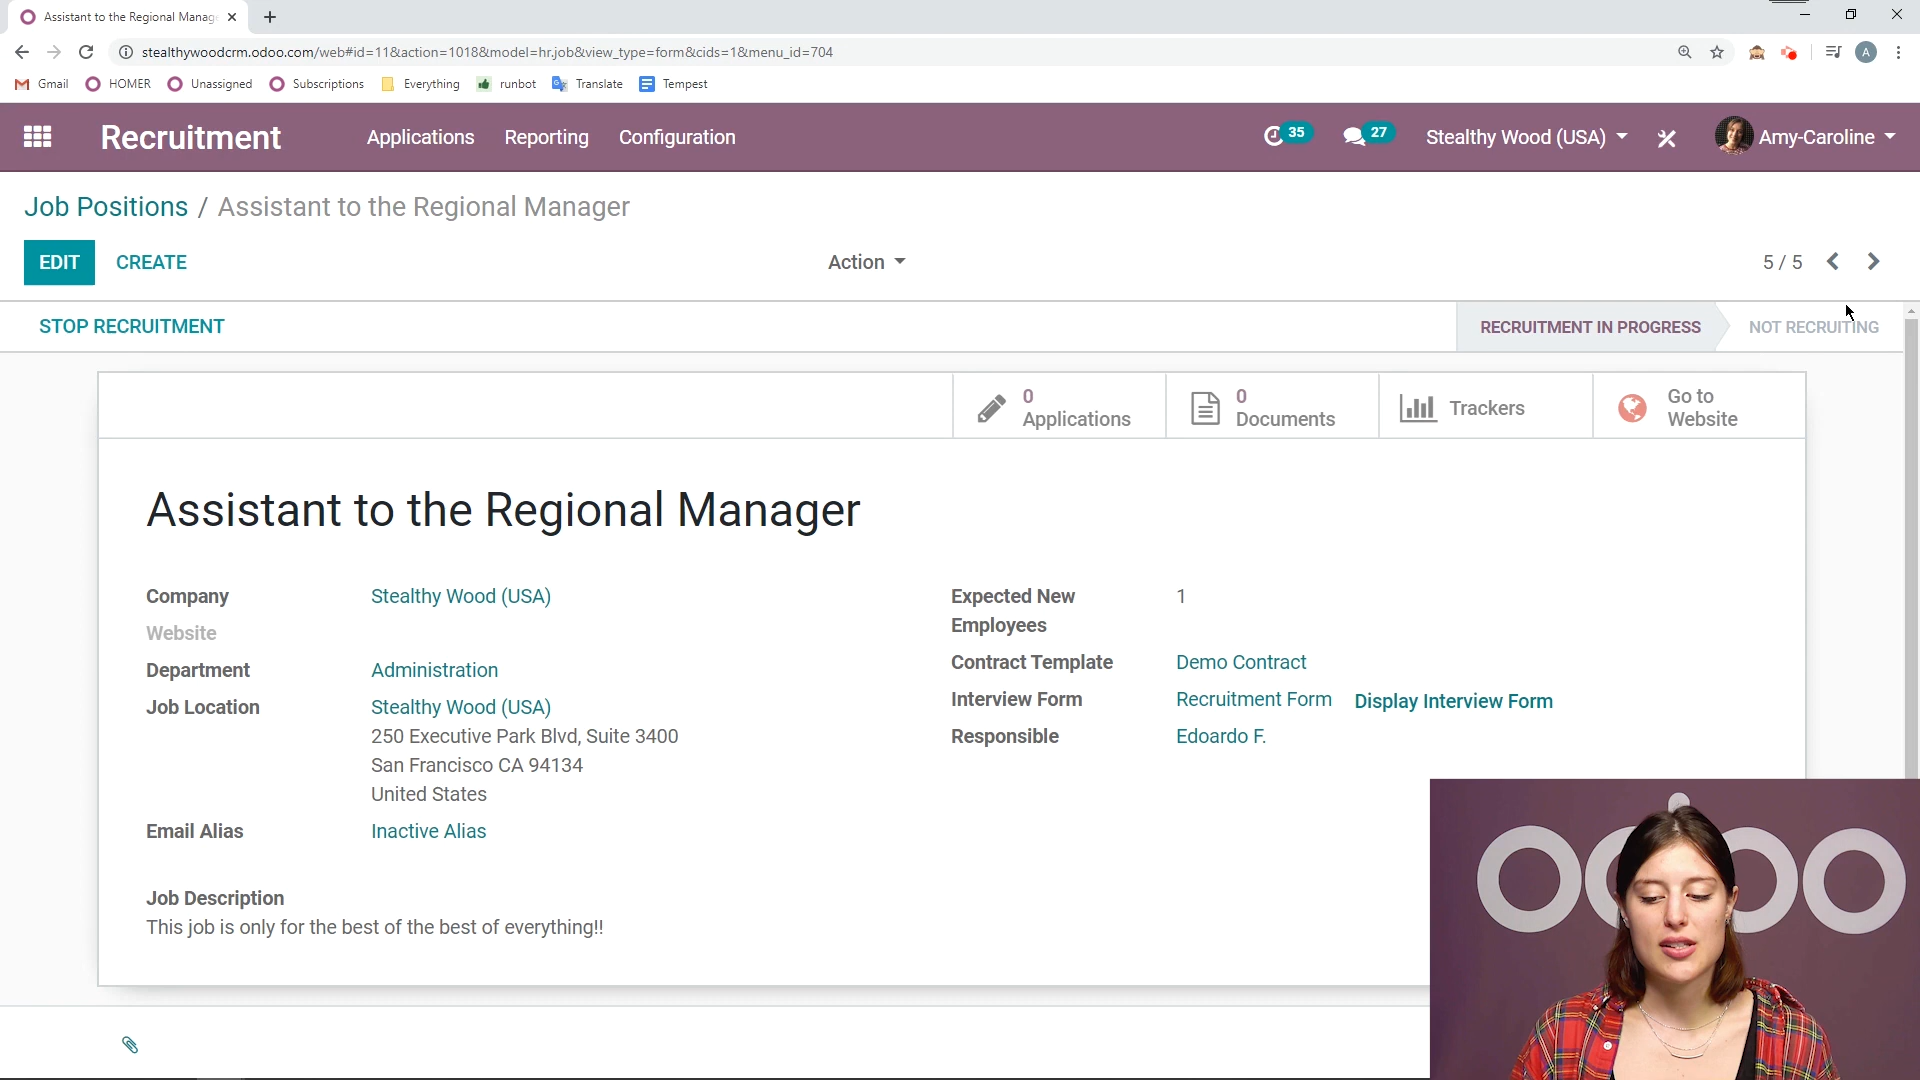 Assistant to the Regional Manag
stealthywoodcrm.odoo.com/web#id=11&action=1018&model=hr.job&view_type=form&cids=1&menu_id=704
A
Gmail HOMER Unassigned Subscriptions Everything runbot Translate Tempest
Recruitment Applications Reporting Configuration 35 27 Stealthy Wood (USA) Amy-Caroline
Job Positions / Assistant to the Regional Manager
EDIT CREATE Action 5 / 5
STOP RECRUITMENT RECRUITMENT IN PROGRESS NOT RECRUITING
0 Applications
0 Documents
Trackers
Go to
Website
Assistant to the Regional Manager
Company Stealthy Wood (USA)
Website
Department Administration
Job Location Stealthy Wood (USA)
250 Executive Park Blvd, Suite 3400
San Francisco CA 94134
United States
Email Alias Inactive Alias
Expected New
Employees 1
Contract Template Demo Contract
Interview Form Recruitment Form Display Interview Form
Responsible Edoardo F.
Job Description
This job is only for the best of the best of everything!!
odoo